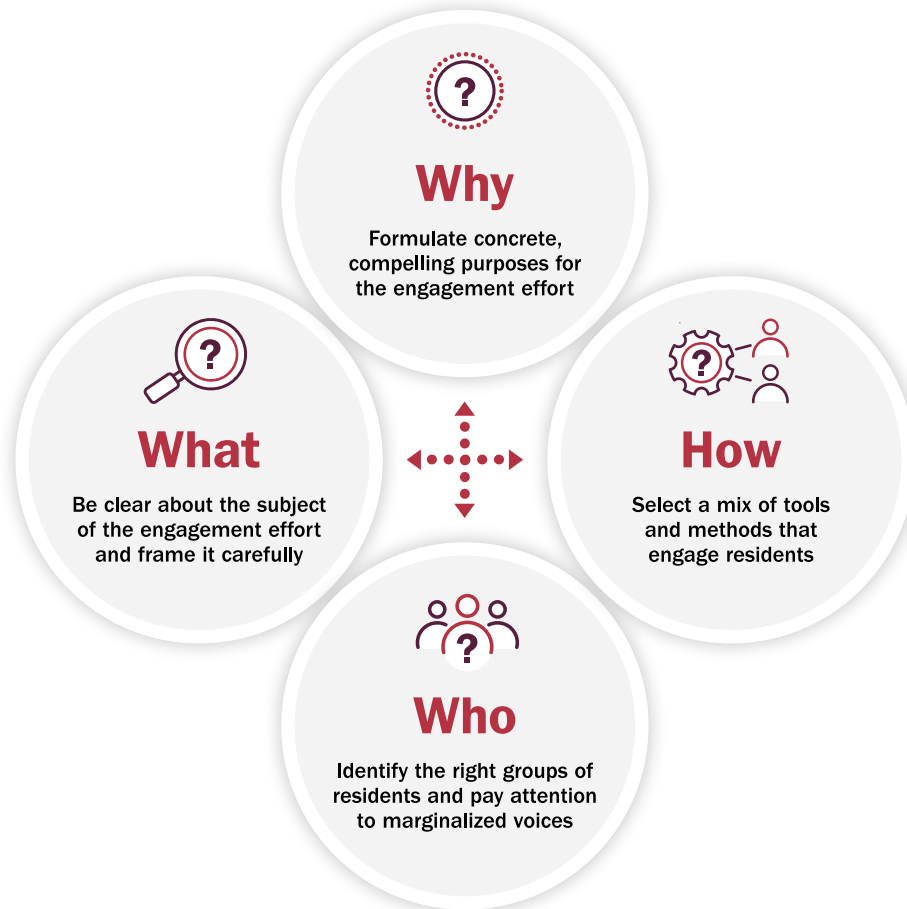 ?
Why
Formulate concrete,
compelling purposes for
the engagement effort
?
What
Be clear about the subject
of the engagement effort
and frame it carefully
?
How
Select a mix of tools
and methods that
engage residents
?
Who
Identify the right groups of
residents and pay attention
to marginalized voices